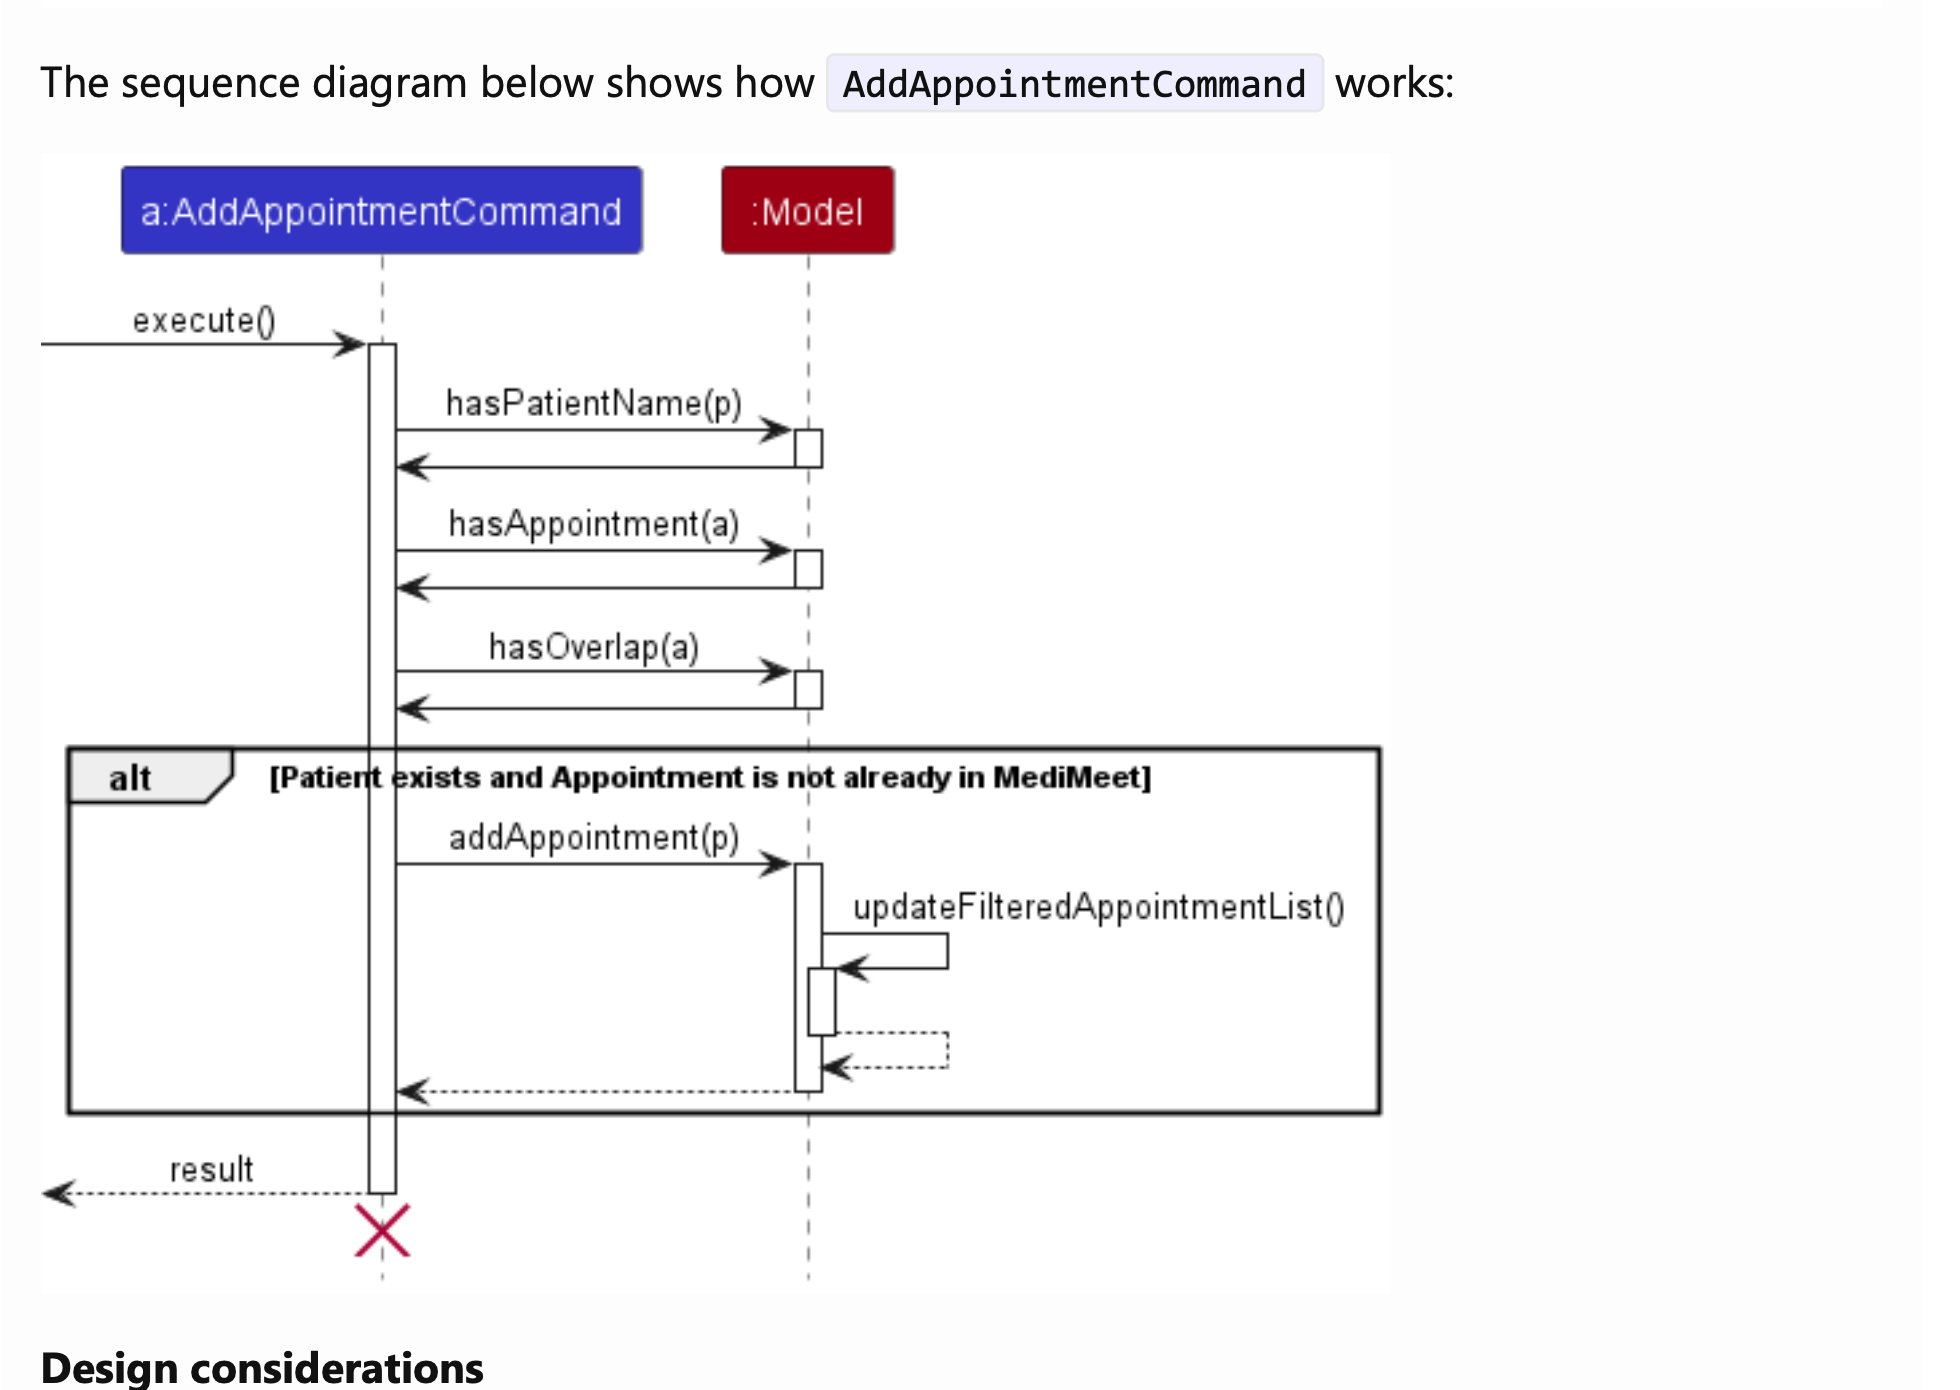 The sequence diagram below shows how AddAppointmentCommand works:
a:AddAppointmentCommand
:Model
execute()
hasPatientName(p)
hasAppointment(a)
hasOverlap(a)
alt
[Patient exists and Appointment is not already in MediMeet]
addAppointment(p)
updateFilteredAppointmentList()
result
Design considerations